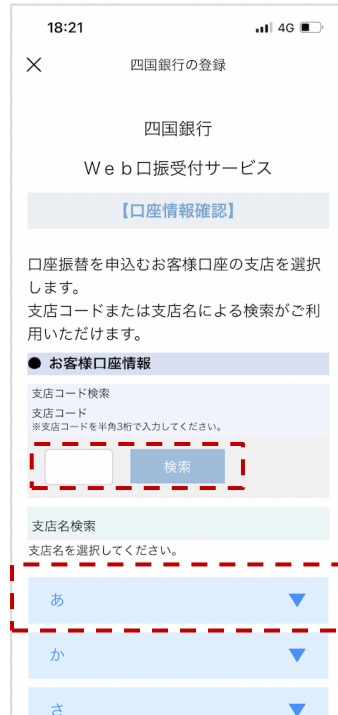 18:21
4G
四国銀行の登録
四国銀行
Ｗｅｂ口振受付サービス
【口座情報確認】
口座振替を申込むお客様口座の支店を選択
します。
支店コードまたは支店名による検索がご利
用いただけます。
● お客様口座情報
支店コード検索
支店コード
※支店コードを半角3桁で入力してください。
検索
支店名検索
支店名を選択してください。
あ
か
さ